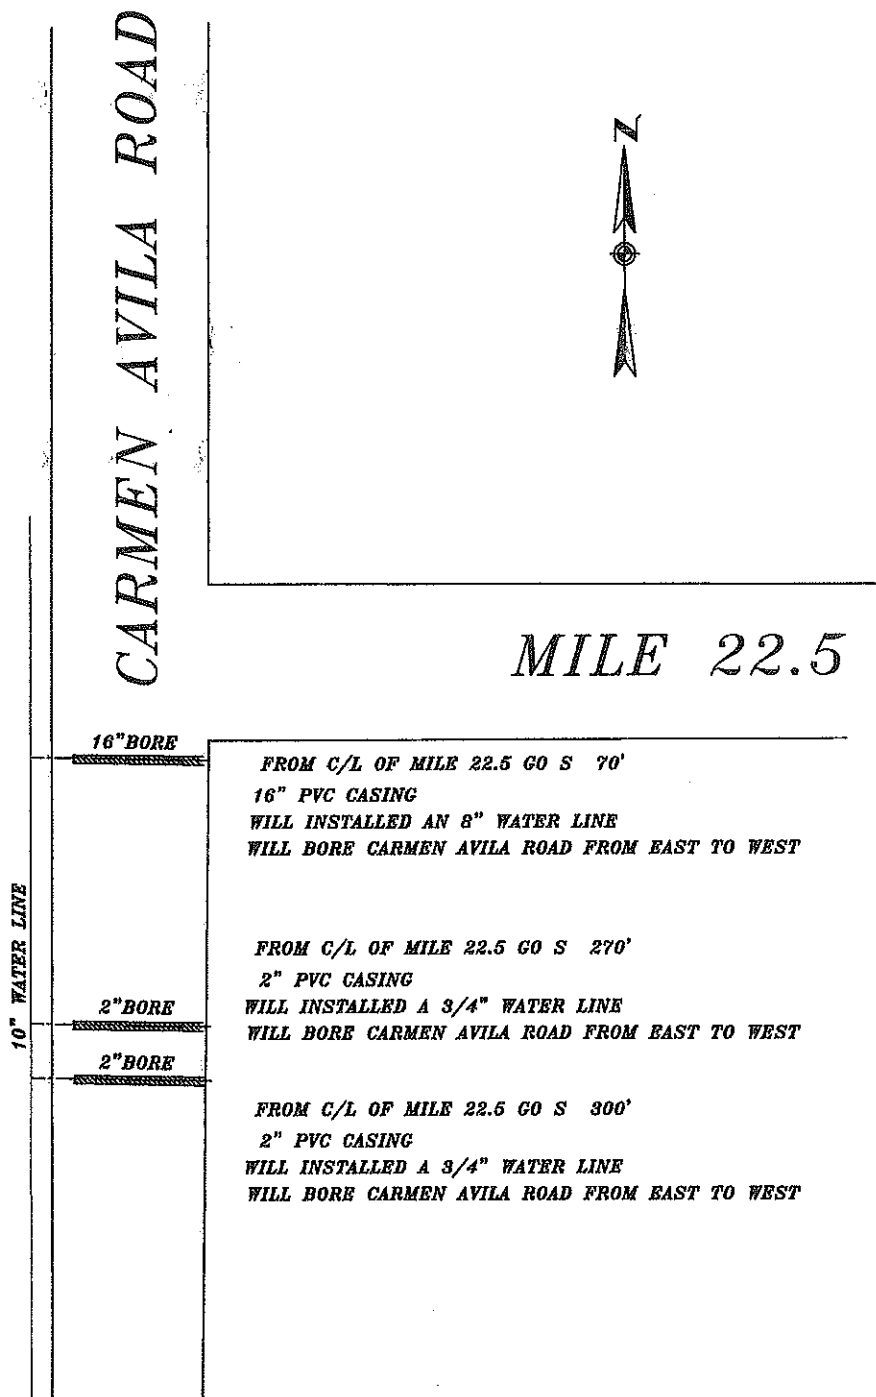 CARMEN AVILA ROAD
N
MILE 22.5
16"BORE
FROM C/L OF MILE 22.5 GO S 70'
16" PVC CASING
WILL INSTALLED AN 8" WATER LINE
WILL BORE CARMEN AVILA ROAD FROM EAST TO WEST
10" WATER LINE
FROM C/L OF MILE 22.5 GO S 270'
2" PVC CASING
2"BORE
WILL INSTALLED A 3/4" WATER LINE
WILL BORE CARMEN AVILA ROAD FROM EAST TO WEST
2"BORE
FROM C/L OF MILE 22.5 GO S 300'
2" PVC CASING
WILL INSTALLED A 3/4" WATER LINE
WILL BORE CARMEN AVILA ROAD FROM EAST TO WEST